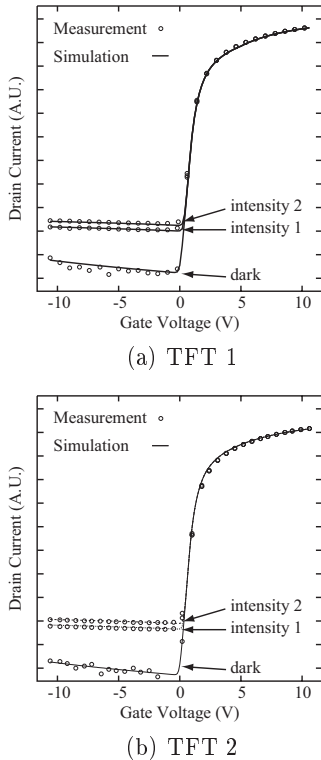 Measurement
Simulation
Drain Current (A.U.)
intensity 2
intensity 1
dark
-10 -5 0 5 10
Gate Voltage (V)
(a) TFT 1
Measurement
Simulation
Drain Current (A.U.)
intensity 2
intensity 1
dark
-10 -5 0 5 10
Gate Voltage (V)
(b) TFT 2